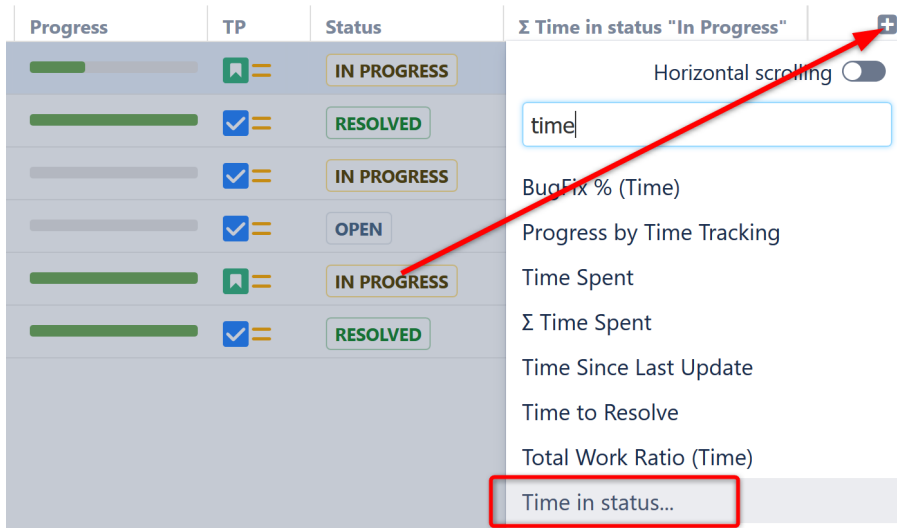 Progress TP Status Σ Time in status "In Progress"
IN PROGRESS
Horizontal scrolling
RESOLVED
time
IN PROGRESS
BugFix % (Time)
OPEN
Progress by Time Tracking
IN PROGRESS
Time Spent
RESOLVED
Σ Time Spent
Time Since Last Update
Time to Resolve
Total Work Ratio (Time)
Time in status...